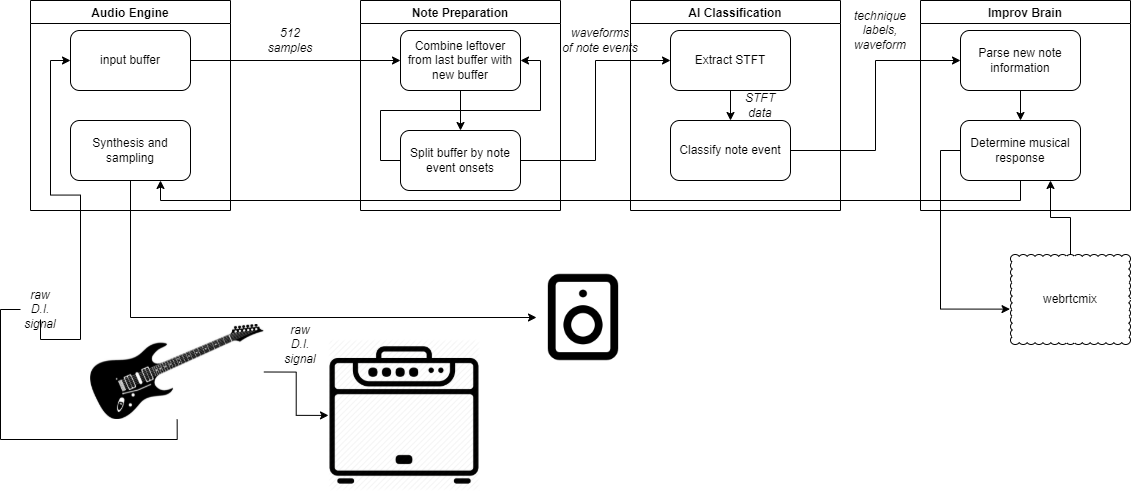 Audio Engine
Note Preparation
AI Classification
Improv Brain
input buffer
512
samples
Combine leftover
from last buffer with
new buffer
waveforms
of note events
Extract STFT
technique
labels,
waveform
Parse new note
information
STFT
data
Synthesis and
sampling
Split buffer by note
event onsets
Classify note event
Determine musical
response
raw
D.I.
signal
raw
D.I.
signal
webrtcmix